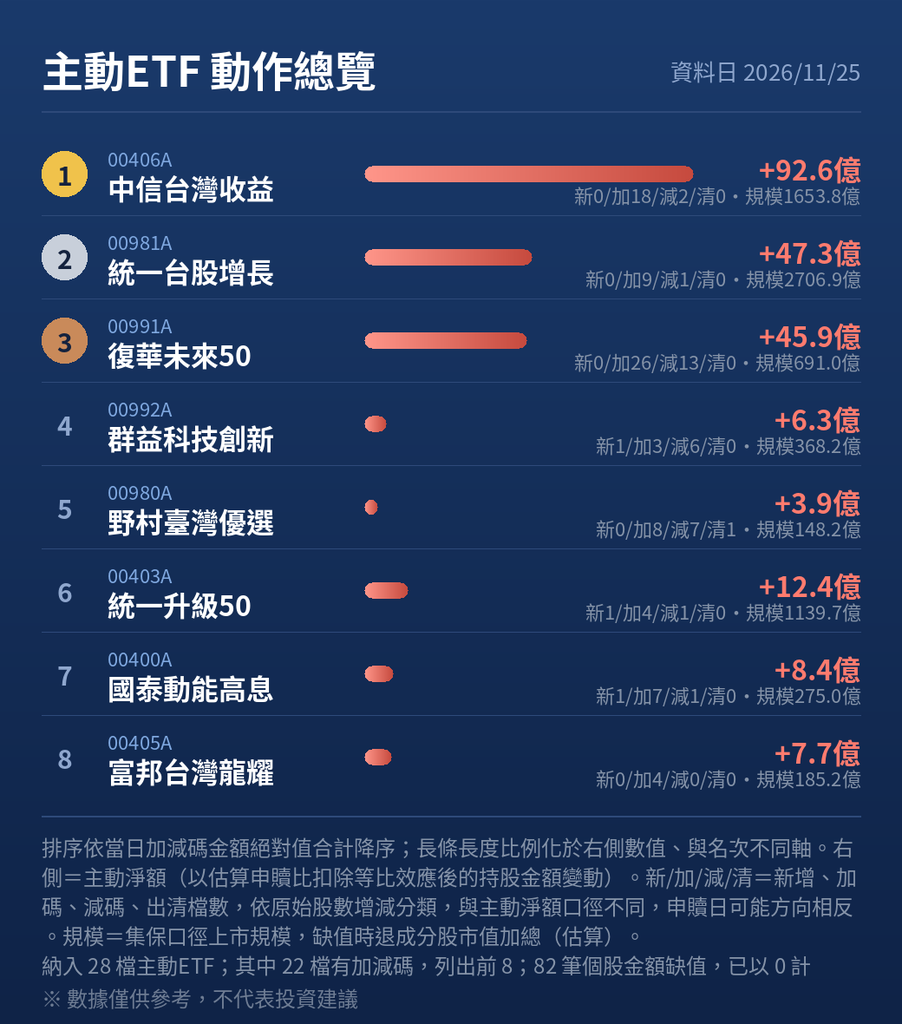 主動ETF 動作總覽
資料日 2026/11/25
1
00406A
中信台灣收益
+92.6億
新0/加18/減2/清0・規模1653.8億
2
00981A
統一台股增長
+47.3億
新0/加9/減1/清0・規模2706.9億
3
00991A
復華未來50
+45.9億
新0/加26/減13/清0・規模691.0億
4
00992A
群益科技創新
+6.3億
新1/加3/減6/清0・規模368.2億
5
00980A
野村臺灣優選
+3.9億
新0/加8/減7/清1・規模148.2億
6
00403A
統一升級50
+12.4億
新1/加4/減1/清0・規模1139.7億
7
00400A
國泰動能高息
+8.4億
新1/加7/減1/清0・規模275.0億
8
00405A
富邦台灣龍耀
+7.7億
新0/加4/減0/清0・規模185.2億
排序依當日加減碼金額絕對值合計降序；長條長度比例化於右側數值、與名次不同軸。右
側＝主動淨額（以估算申贖比扣除等比效應後的持股金額變動）。新/加/減/清＝新增、加
碼、減碼、出清檔數，依原始股數增減分類，與主動淨額口徑不同，申贖日可能方向相反
。規模＝集保口徑上市規模，缺值時退成分股市值加總（估算）。
納入 28 檔主動ETF；其中 22 檔有加減碼，列出前 8；82 筆個股金額缺值，已以 0 計
※ 數據僅供參考，不代表投資建議